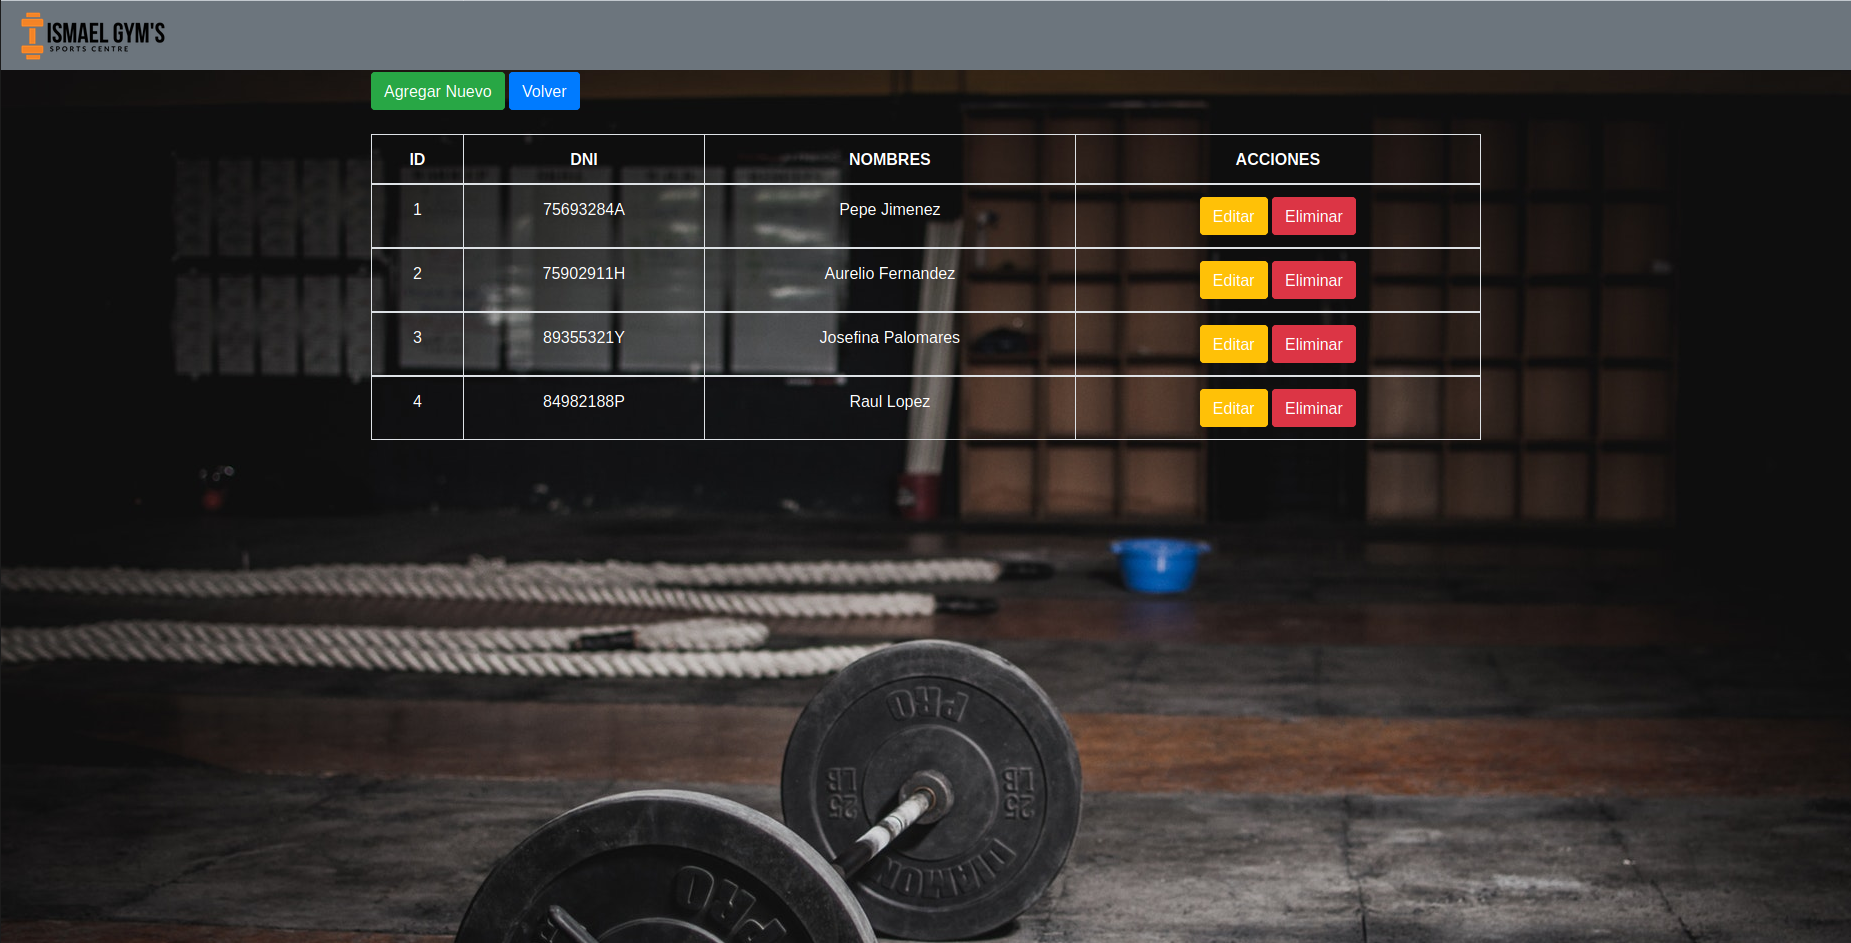 ISMAEL GYM'S
SPORTS CENTRE
Agregar Nuevo Volver
ID DNI NOMBRES ACCIONES
1 75693284A Pepe Jimenez Editar Eliminar
2 75902911H Aurelio Fernandez Editar Eliminar
3 89355321Y Josefina Palomares Editar Eliminar
4 84982188P Raul Lopez Editar Eliminar
PRO
25 LB
25 LB
PRO